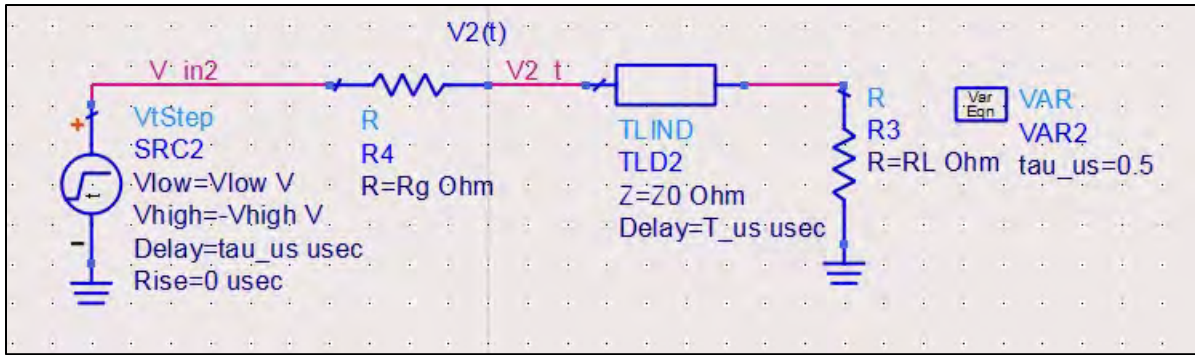 V2(t)
V_in2
V2_t
+
VtStep
SRC2
Vlow=Vlow V
Vhigh=-Vhigh V
Delay=tau_us usec
Rise=0 usec
-
R
R4
R=Rg Ohm
TLIND
TLD2
Z=Z0 Ohm
Delay=T_us usec
R
R3
R=RL Ohm
Var
Eqn
VAR
VAR2
tau_us=0.5